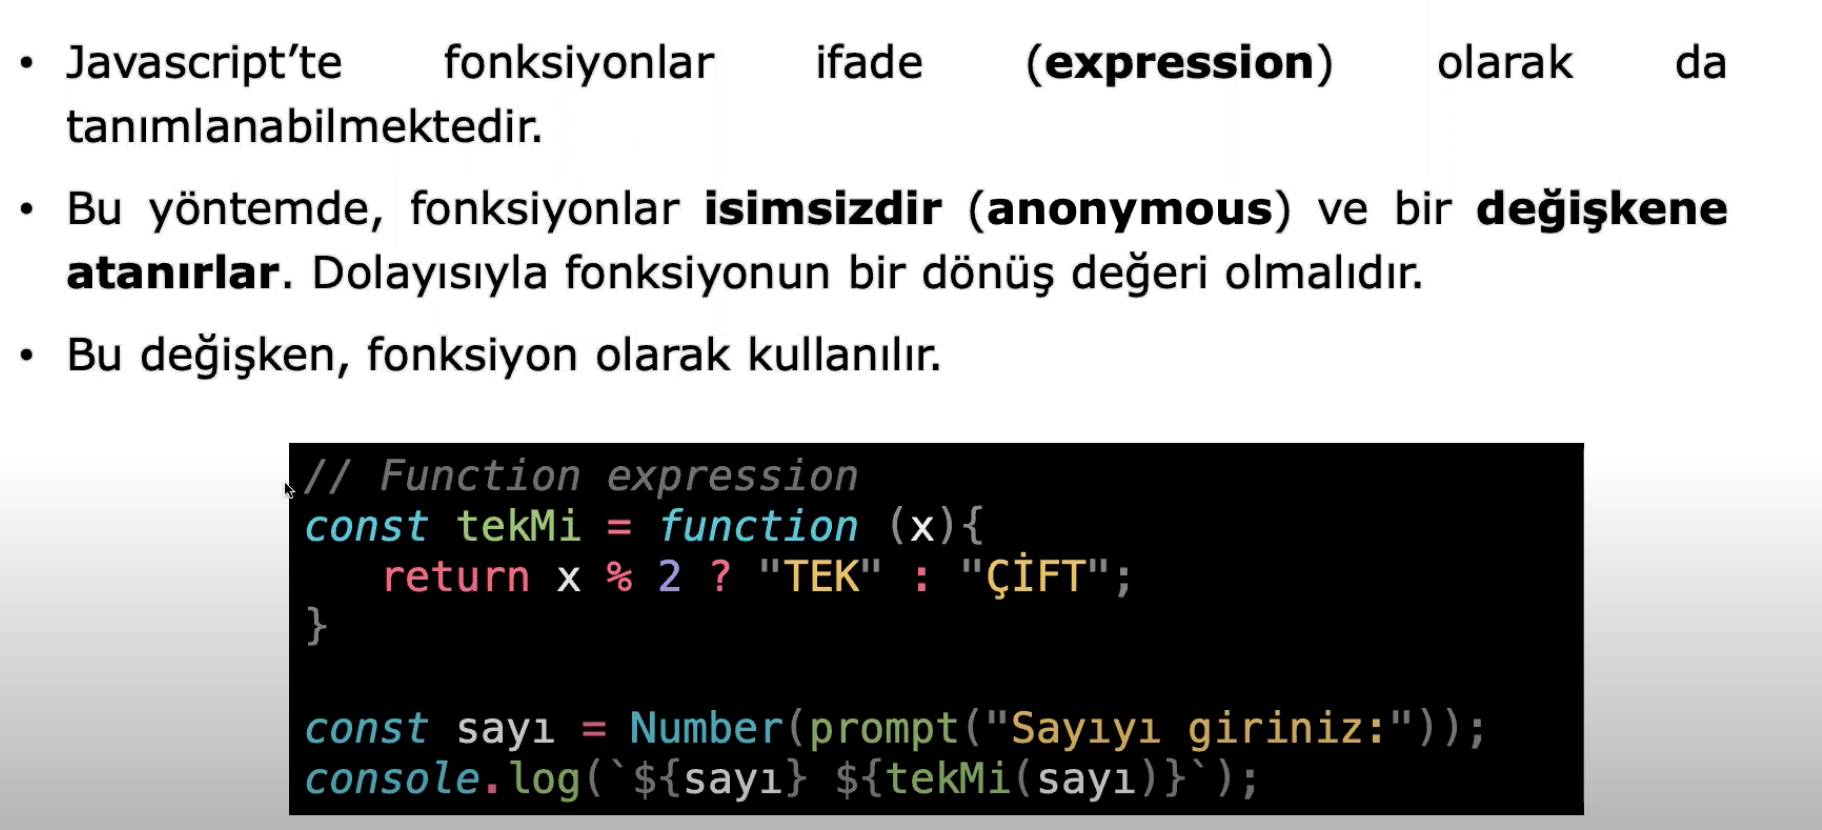 • Javascript’te fonksiyonlar ifade (expression) olarak da
tanımlanabilmektedir.
• Bu yöntemde, fonksiyonlar isimsizdir (anonymous) ve bir değişkene
atanırlar. Dolayısıyla fonksiyonun bir dönüş değeri olmalıdır.
• Bu değişken, fonksiyon olarak kullanılır.
// Function expression
const tekMi = function (x){
   return x % 2 ? "TEK" : "ÇİFT";
}
const sayı = Number(prompt("Sayıyı giriniz:"));
console.log(`${sayı} ${tekMi(sayı)}`);